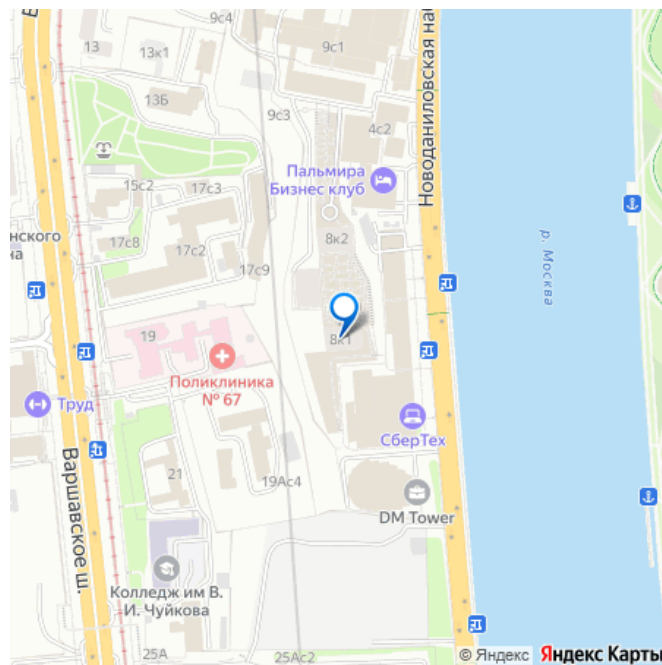 9с4
13
13к1
9с1
13Б
9с3
4с2
Новоданиловская наб
Пальмира
Бизнес клуб
15с2
17с3
нского
на
17с8
17с2
8к2
17с9
р. Москва
19
8к1
Поликлиника
№ 67
Труд
СберТех
Варшавское ш.
21
19Ас4
DM Tower
Колледж им В.
И. Чуйкова
25А
25Ас2
© Яндекс Яндекс Карты